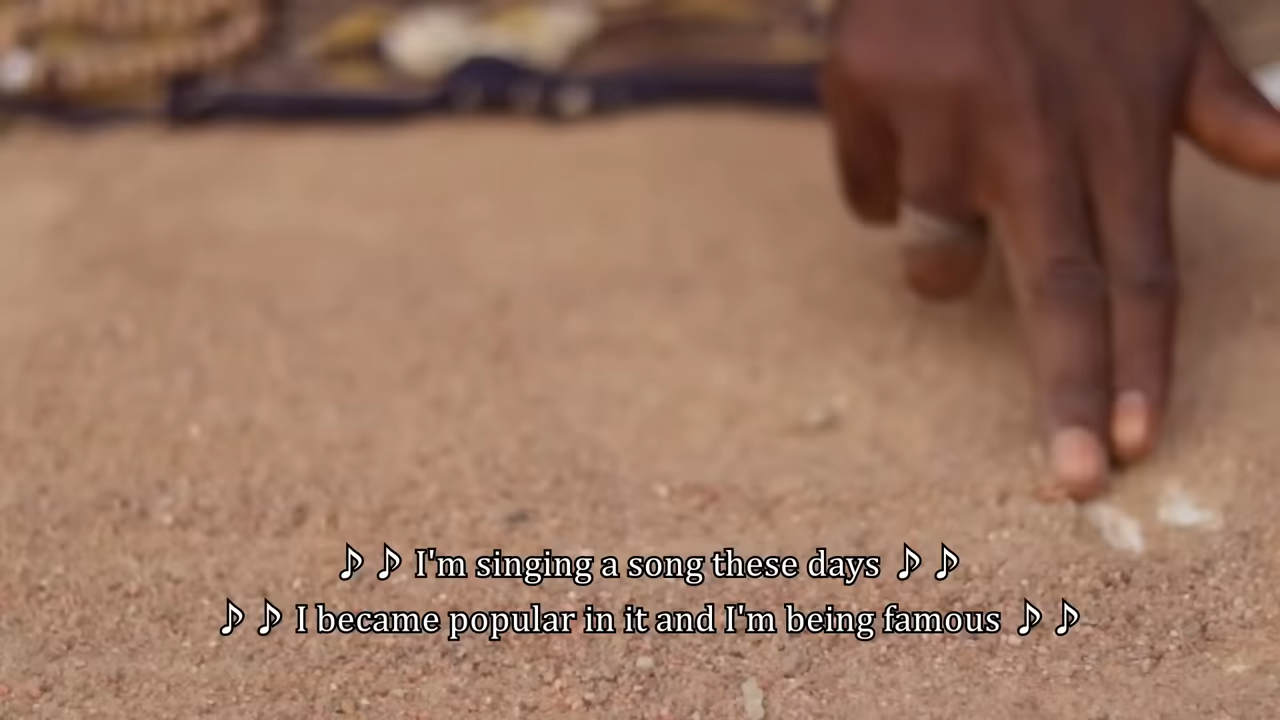 ♪ ♪ I'm singing a song these days ♪ ♪
♪ ♪ I became popular in it and I'm being famous ♪ ♪